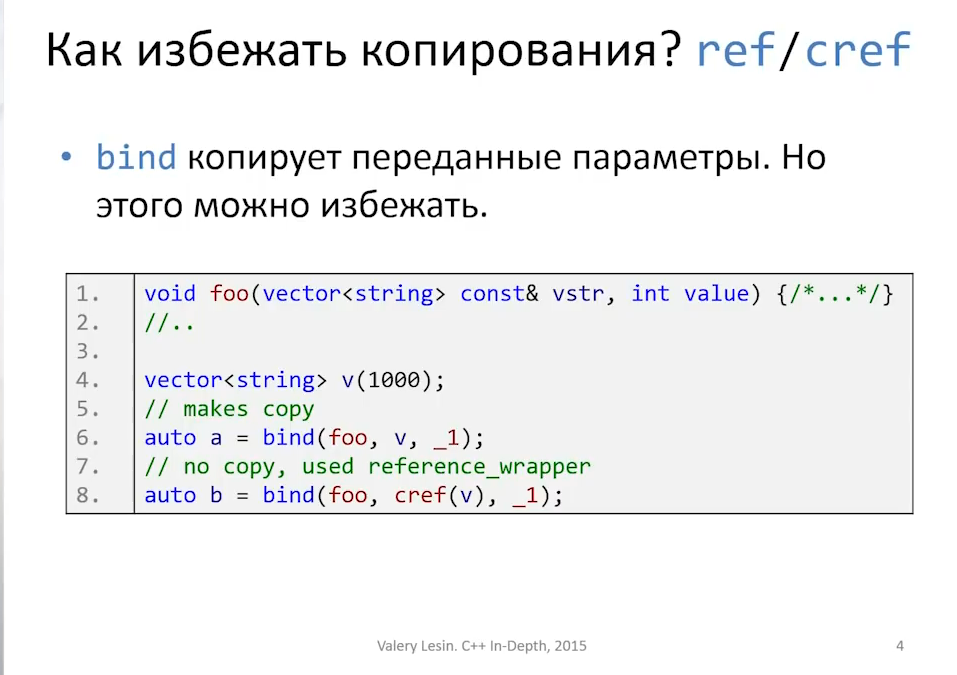 Как избежать копирования? ref/cref
• bind копирует переданные параметры. Но
этого можно избежать.
1. void foo(vector<string> const& vstr, int value) {/*...*/}
2. //..
3.
4. vector<string> v(1000);
5. // makes copy
6. auto a = bind(foo, v, _1);
7. // no copy, used reference_wrapper
8. auto b = bind(foo, cref(v), _1);
Valery Lesin. C++ In-Depth, 2015
4